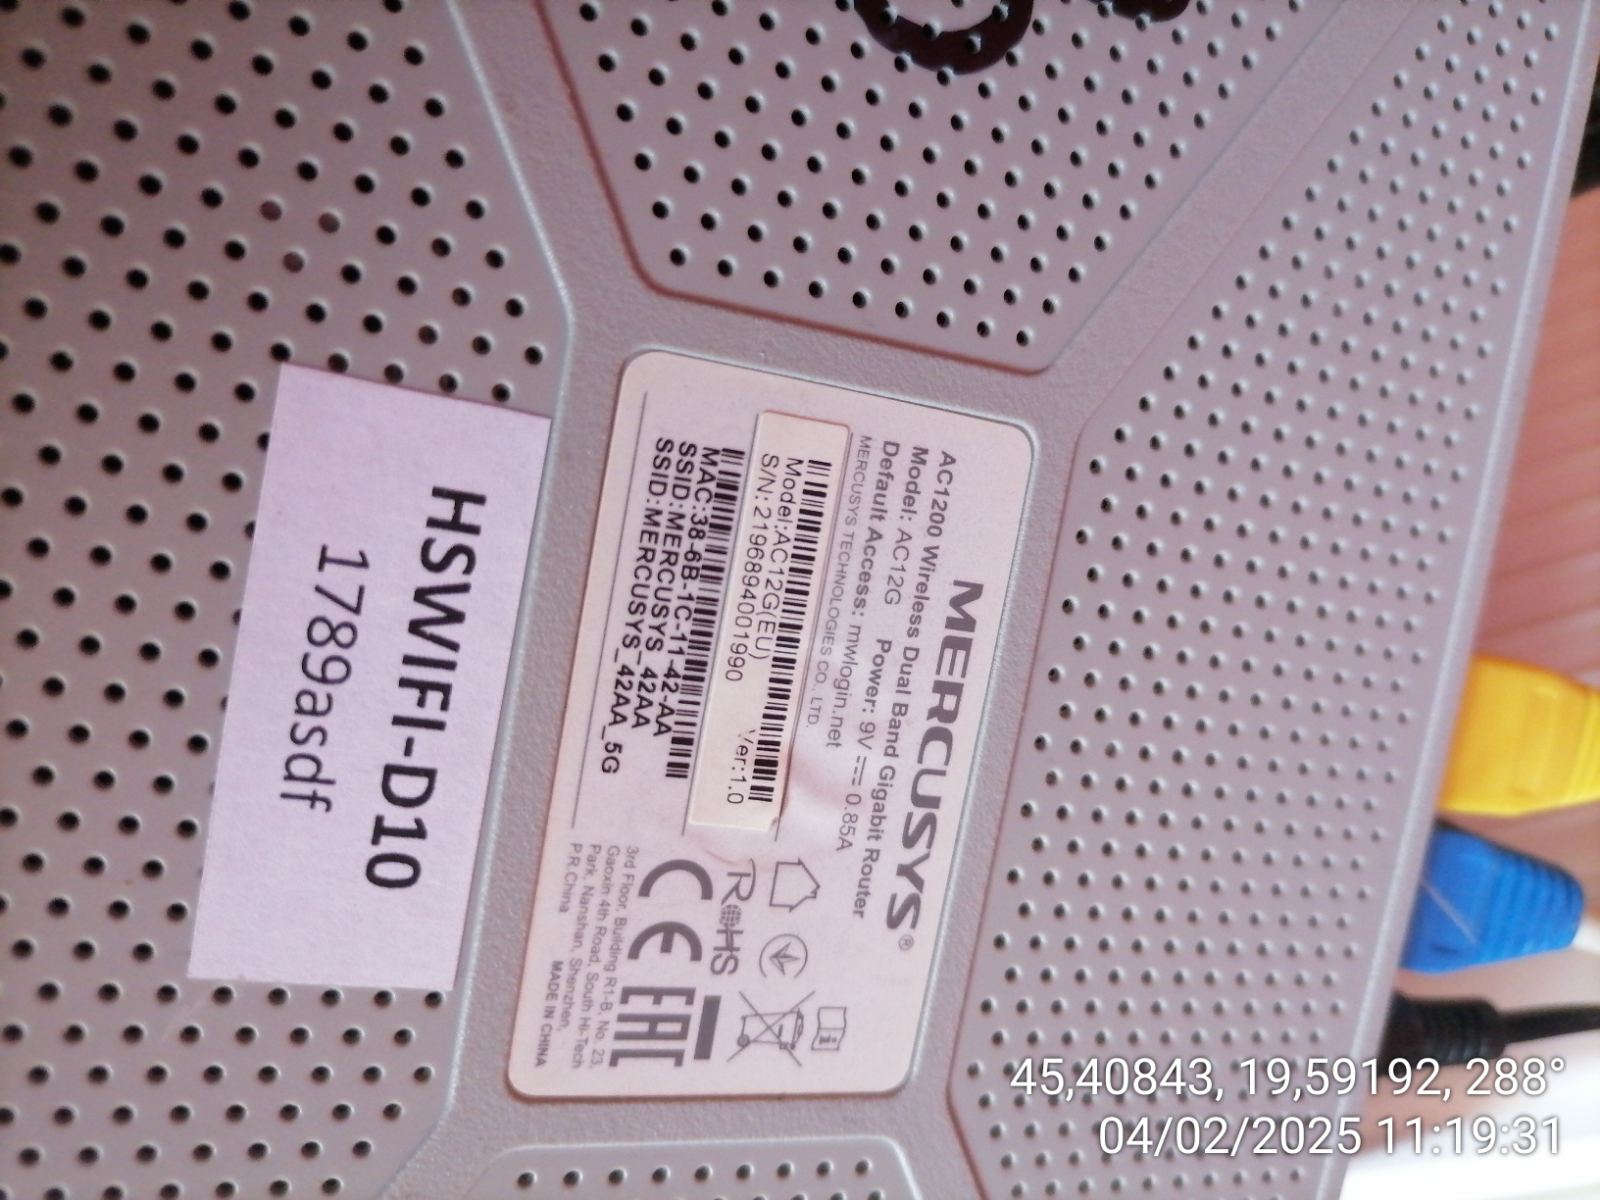 MERCUSYS®
AC1200 Wireless Dual Band Gigabit Router
Model: AC12G Power: 9V 0.85A
Default Access: mwlogin.net
MERCUSYS TECHNOLOGIES CO., LTD.
Model:AC12G(EU)
S/N:2196894001990 Ver:1.0
MAC:38-6B-1C-11-42-AA
SSID:MERCUSYS_42AA
SSID:MERCUSYS_42AA_5G
RoHS
CE
EAC
3rd Floor, Building R1-B, No. 23,
Gaoxin 4th Road, South Hi-Tech
Park, Nanshan, Shenzhen,
P.R.China
MADE IN CHINA
HSWIFI-D10
1789asdf
45,40843, 19,59192, 288°
04/02/2025 11:19:31